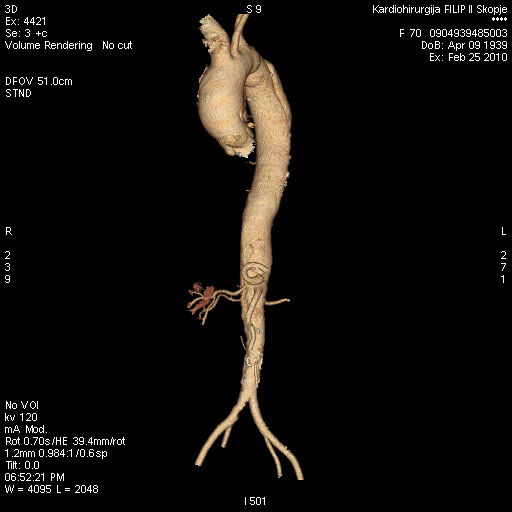 3D
Ex: 4421
Se: 3 +c
Volume Rendering No cut
DFOV 51.0cm
STND
S 9
Kardiohirurgija FILIP II Skopje
****
F 70 0904939485003
DoB: Apr 09 1939
Ex: Feb 25 2010
R
2
3
9
L
2
7
1
No VOI
kv 120
mA Mod.
Rot 0.70s/HE 39.4mm/rot
1.2mm 0.984:1/0.6sp
Tilt: 0.0
06:52:21 PM
W = 4095 L = 2048
I 501